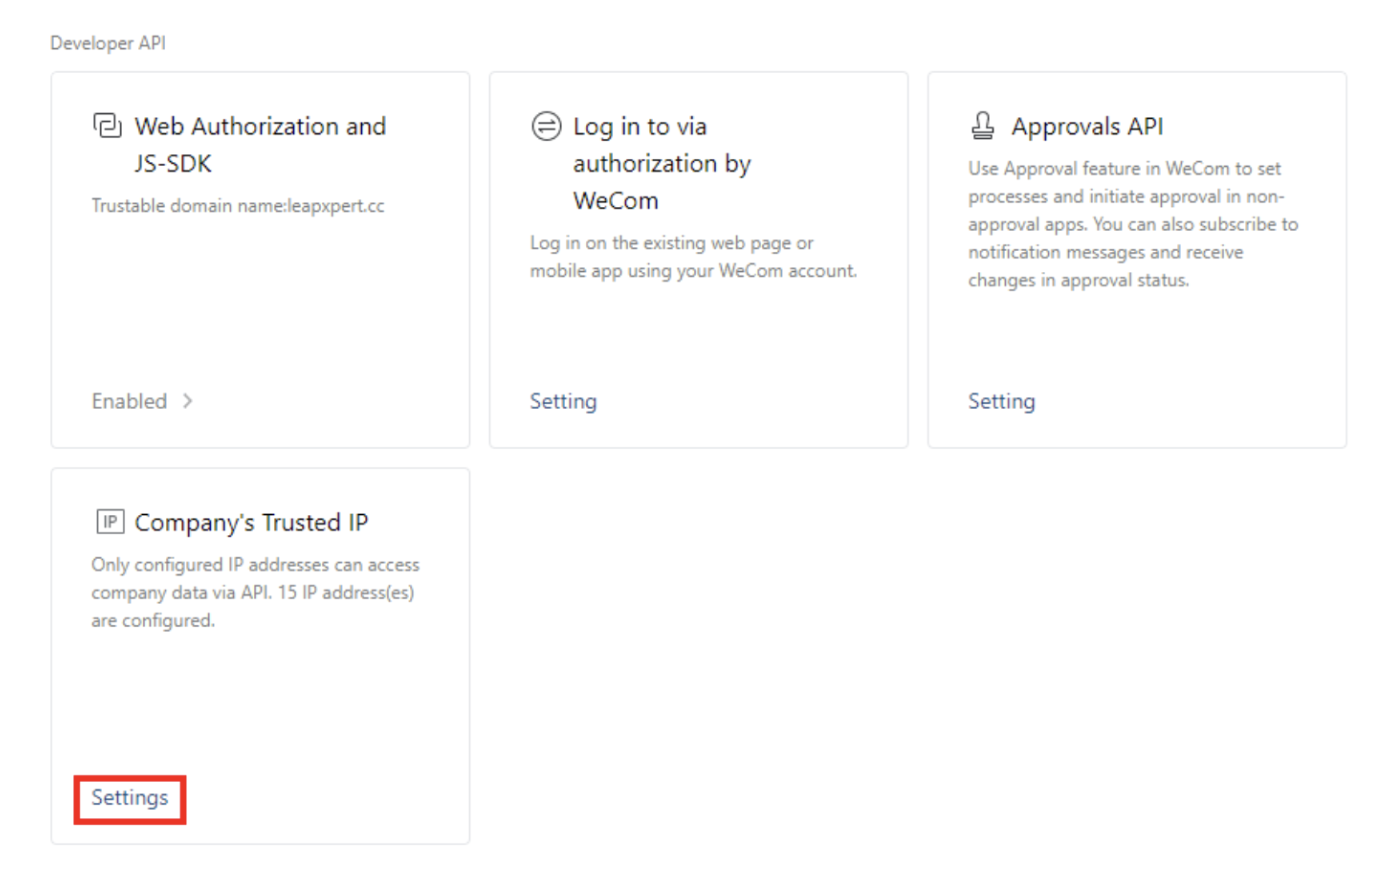 Developer API
Web Authorization and
JS-SDK
Trustable domain name:leapxpert.cc
Enabled >
Log in to via
authorization by
WeCom
Log in on the existing web page or
mobile app using your WeCom account.
Setting
Approvals API
Use Approval feature in WeCom to set
processes and initiate approval in non-
approval apps. You can also subscribe to
notification messages and receive
changes in approval status.
Setting
IP Company's Trusted IP
Only configured IP addresses can access
company data via API. 15 IP address(es)
are configured.
Settings